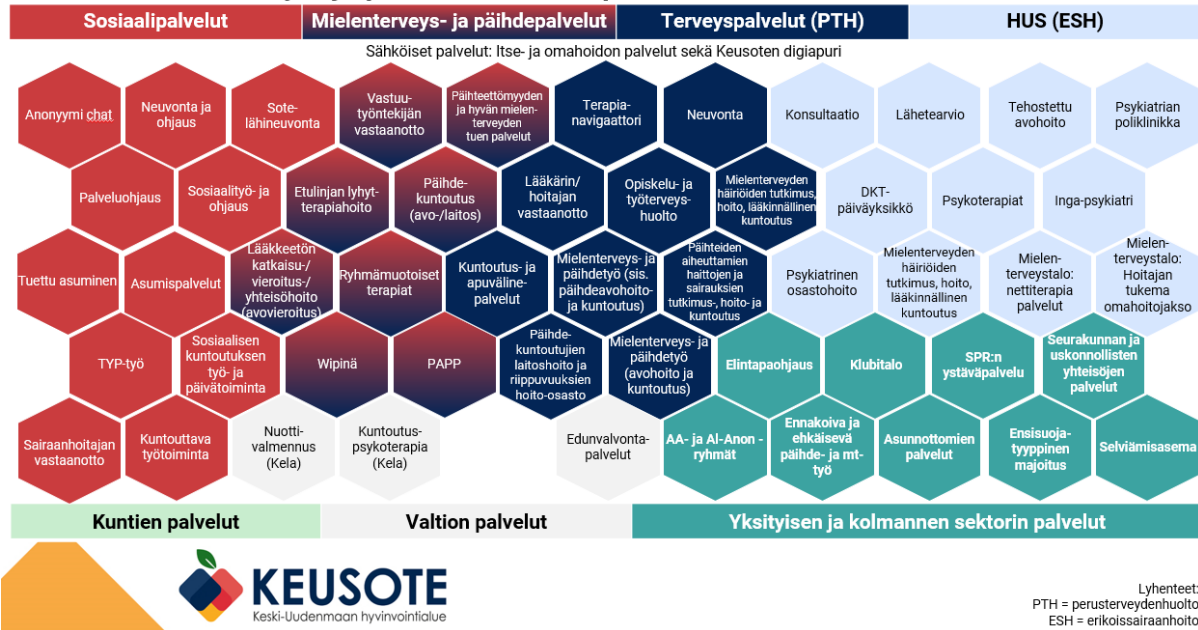 Sosiaalipalvelut
Mielenterveys- ja päihdepalvelut
Terveyspalvelut (PTH)
HUS (ESH)
Sähköiset palvelut: Itse- ja omahoidon palvelut sekä Keusoten digiapuri
Anonyymi chat
Neuvonta ja
ohjaus
Sote-
lähineuvonta
Vastuu-
työntekijän
vastaanotto
Päihteettömyyden
ja hyvän mielen-
terveyden
tuen palvelut
Terapia-
navigaattori
Neuvonta
Konsultaatio
Lähetearvio
Tehostettu
avohoito
Psykiatrian
poliklinikka
Palveluohjaus
Sosiaalityö- ja
ohjaus
Etulinjan lyhyt-
terapiahoito
Päihde-
kuntoutus
(avo-/laitos)
Lääkärin/
hoitajan
vastaanotto
Opiskelu- ja
työterveys-
huolto
Mielenterveyden
häiriöiden tutkimus,
hoito, lääkinnällinen
kuntoutus
DKT-
päiväyksikkö
Psykoterapiat
Inga-psykiatri
Tuettu asuminen
Asumispalvelut
Lääkkeetön
katkaisu-/
vieroitus-/
yhteisöhoito
(avovieroitus)
Ryhmämuotoiset
terapiat
Kuntoutus- ja
apuväline-
palvelut
Mielenterveys- ja
päihdetyö (sis.
päihdeavohoito-
ja kuntoutus)
Päihteiden
aiheuttamien
haittojen ja
sairauksien
tutkimus-, hoito- ja
kuntoutus
Psykiatrinen
osastohoito
Mielenterveyden
häiriöiden
tutkimus, hoito,
lääkinnällinen
kuntoutus
Mielen-
terveystalo:
nettiterapia
palvelut
Mielen-
terveystalo:
Hoitajan
tukema
omahoitojakso
TYP-työ
Sosiaalisen
kuntoutuksen
työ- ja
päivätoiminta
Wipinä
PAPP
Päihde-
kuntoutujien
laitoshoito ja
riippuvuuksien
hoito-osasto
Mielenterveys- ja
päihdetyö
(avohoito ja
kuntoutus)
Elintapaohjaus
Klubitalo
SPR:n
ystäväpalvelu
Seurakunnan ja
uskonnollisten
yhteisöjen
palvelut
Sairaanhoitajan
vastaanotto
Kuntouttava
työtoiminta
Nuotti-
valmennus
(Kela)
Kuntoutus-
psykoterapia
(Kela)
Edunvalvonta-
palvelut
AA- ja Al-Anon -
ryhmät
Ennakoiva ja
ehkäisevä
päihde- ja mt-
työ
Asunnottomien
palvelut
Ensisuoja-
tyyppinen
majoitus
Selviämisasema
Kuntien palvelut
Valtion palvelut
Yksityisen ja kolmannen sektorin palvelut
KEUSOTE
Keski-Uudenmaan hyvinvointialue
Lyhenteet:
PTH = perusterveydenhuolto
ESH = erikoissairaanhoito